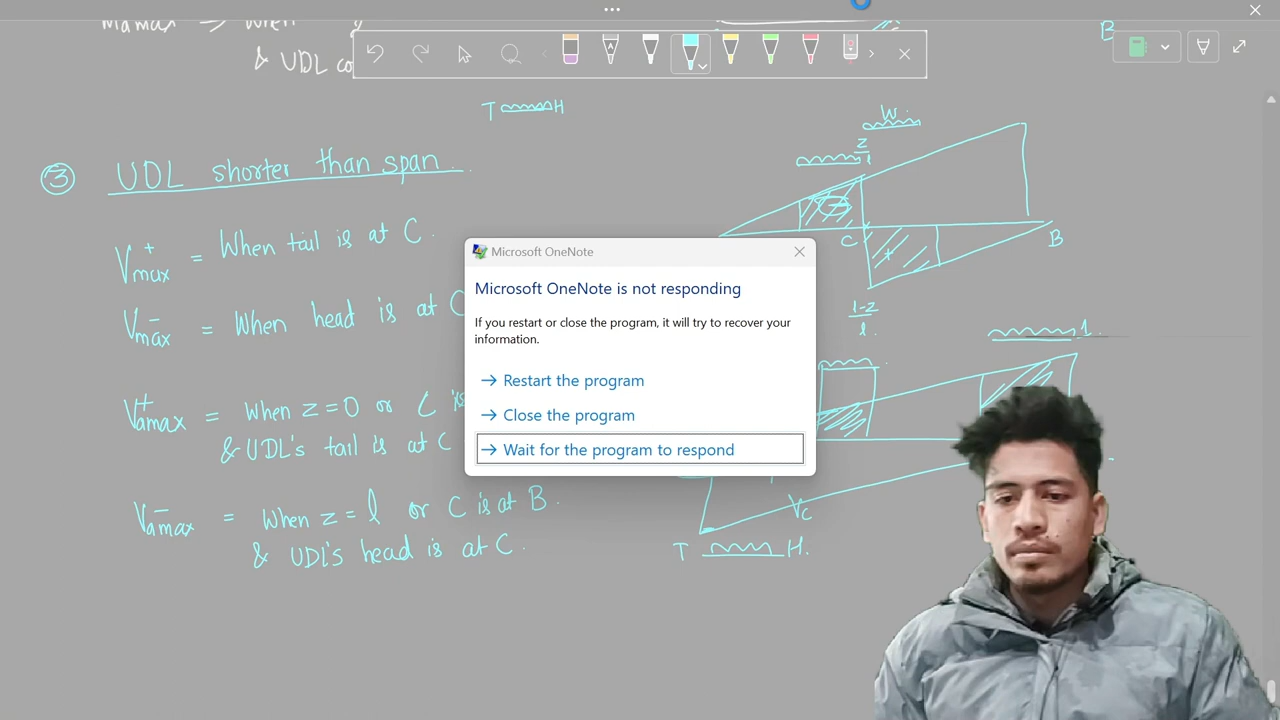 & UDL co
B
T H
W
③ UDL shorter than span
z/l
V⁺max = When tail is at C.
C
B
V⁻max = When head is at C
(l-z)/l
1
Microsoft OneNote
Microsoft OneNote is not responding
If you restart or close the program, it will try to recover your
information.
→ Restart the program
→ Close the program
→ Wait for the program to respond
V⁺amax = When z=0 or C is
& UDL's tail is at C
V⁻amax = When z=l or C is at B.
& UDL's head is at C.
Vc
T H.